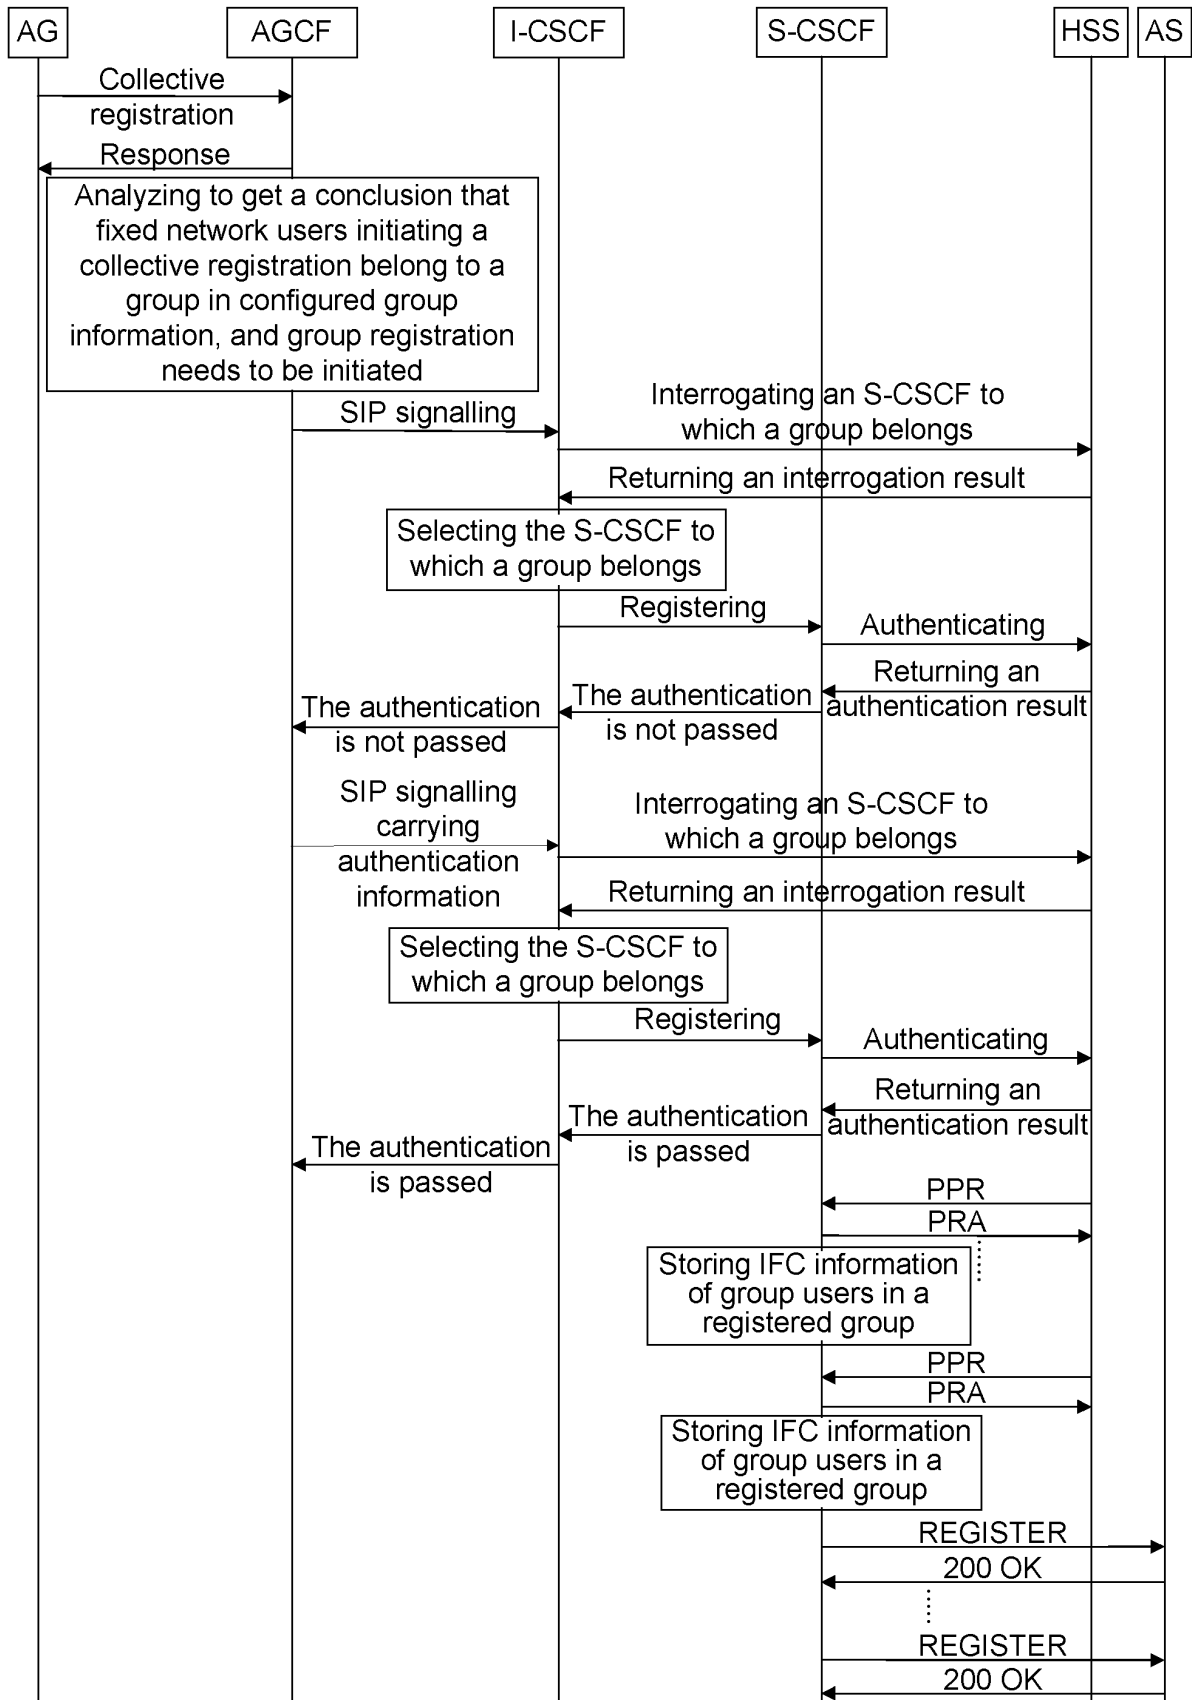 AG
AGCF
I-CSCF
S-CSCF
HSS
AS
Collective
registration
Response
Analyzing to get a conclusion that
fixed network users initiating a
collective registration belong to a
group in configured group
information, and group registration
needs to be initiated
SIP signalling
Interrogating an S-CSCF to
which a group belongs
Returning an interrogation result
Selecting the S-CSCF to
which a group belongs
Registering
Authenticating
Returning an
authentication result
The authentication
is not passed
The authentication
is not passed
SIP signalling
carrying
authentication
information
Interrogating an S-CSCF to
which a group belongs
Returning an interrogation result
Selecting the S-CSCF to
which a group belongs
Registering
Authenticating
Returning an
authentication result
The authentication
is passed
The authentication
is passed
PPR
PRA
Storing IFC information
of group users in a
registered group
PPR
PRA
Storing IFC information
of group users in a
registered group
REGISTER
200 OK
REGISTER
200 OK